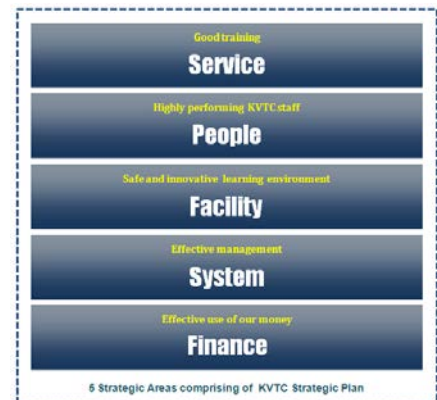 Good training
Service
Highly performing KVTC staff
People
Safe and innovative learning environment
Facility
Effective management
System
Effective use of our money
Finance
5 Strategic Areas comprising of KVTC Strategic Plan